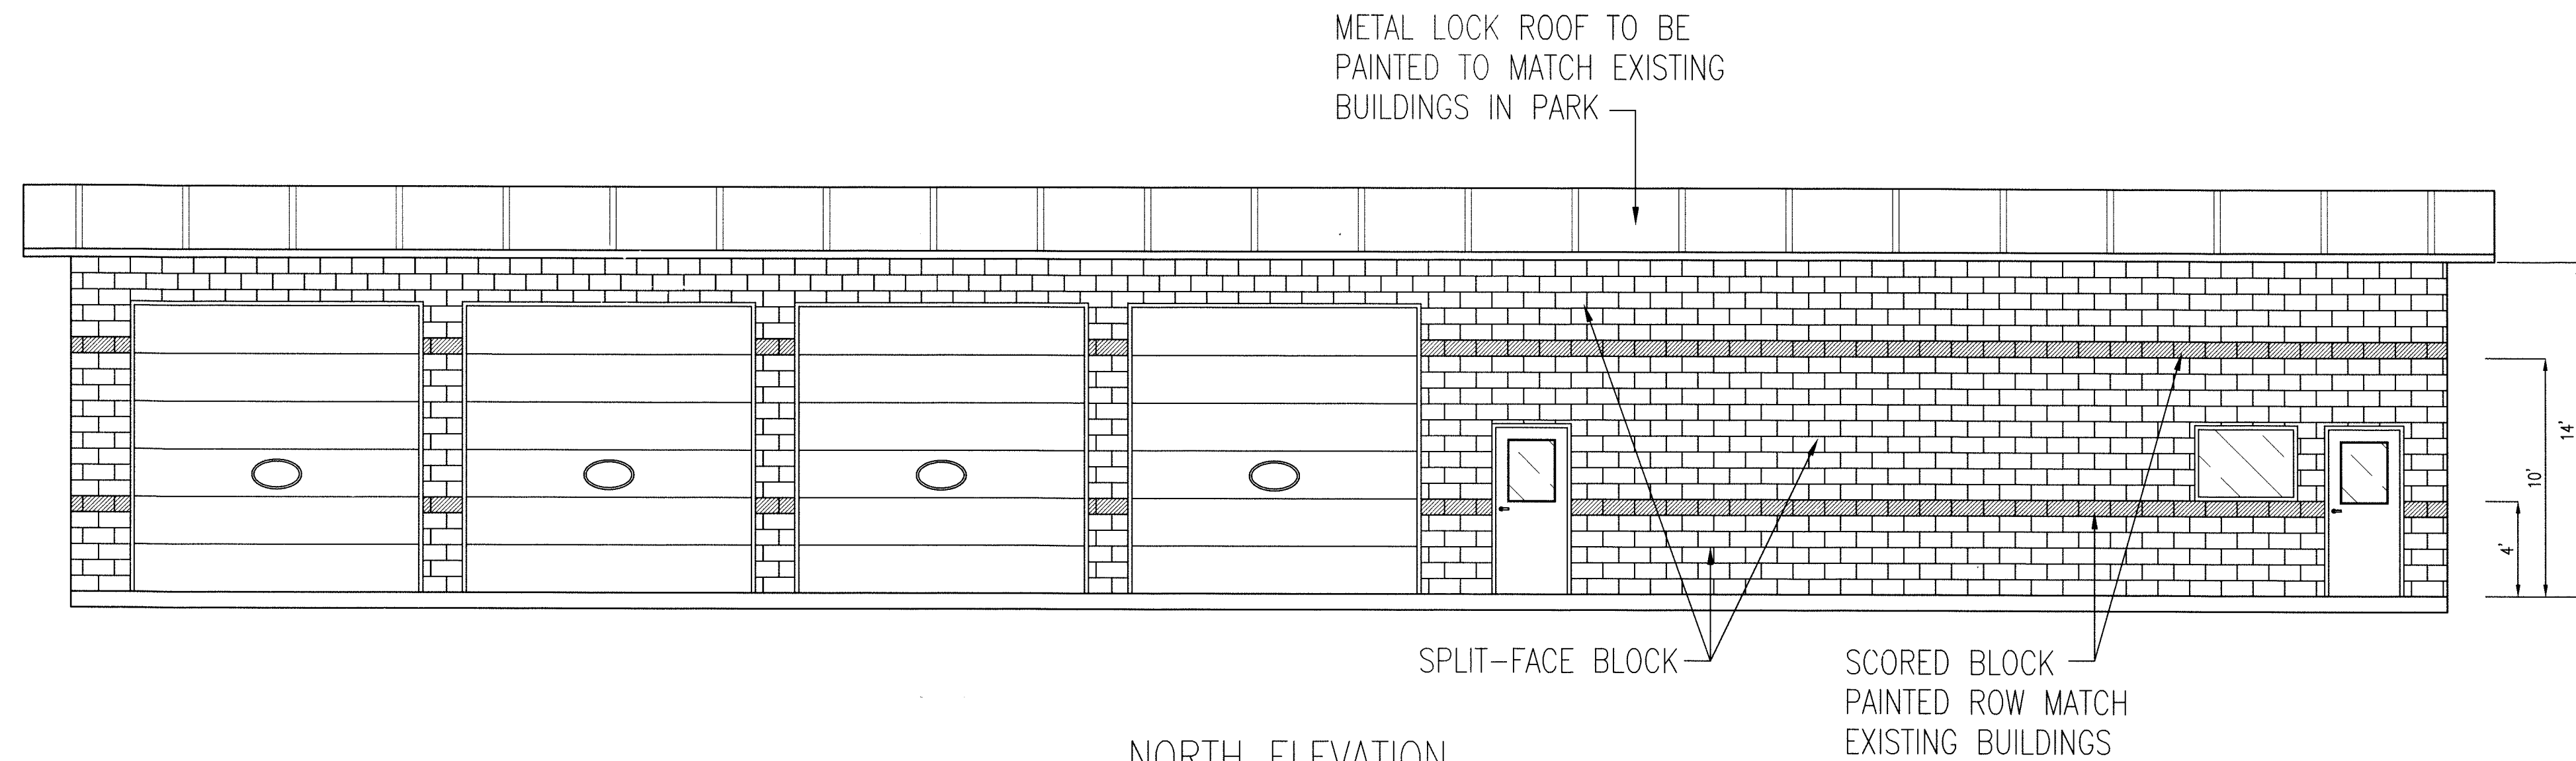 METAL LOCK ROOF TO BE
PAINTED TO MATCH EXISTING
BUILDINGS IN PARK
14'
10'
4'
SPLIT-FACE BLOCK
SCORED BLOCK
PAINTED ROW MATCH
EXISTING BUILDINGS
NORTH ELEVATION